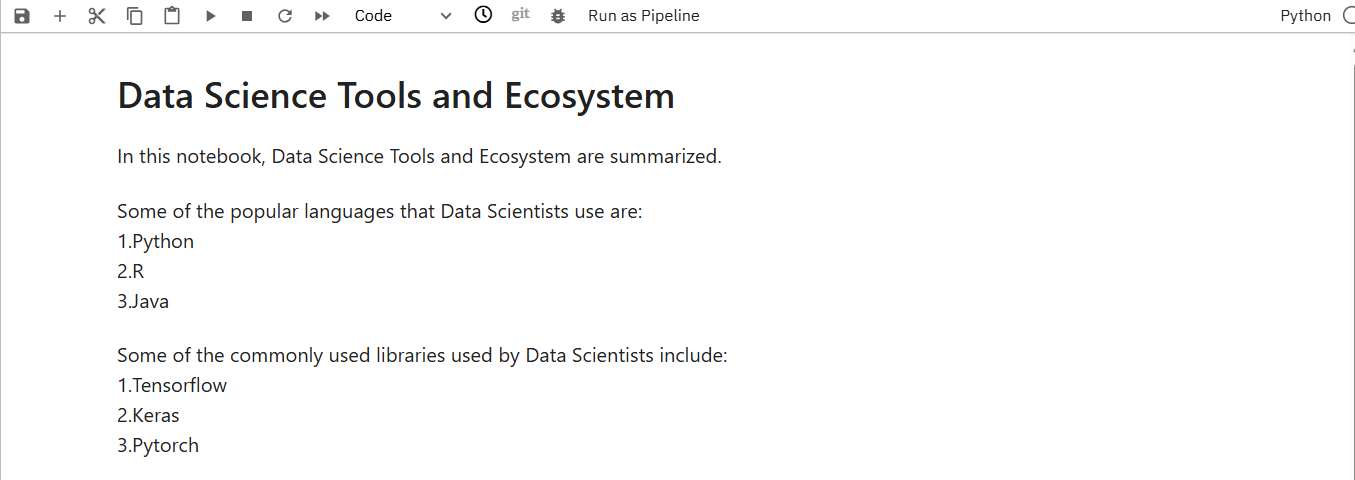 Code git Run as Pipeline Python
Data Science Tools and Ecosystem
In this notebook, Data Science Tools and Ecosystem are summarized.
Some of the popular languages that Data Scientists use are:
1.Python
2.R
3.Java
Some of the commonly used libraries used by Data Scientists include:
1.Tensorflow
2.Keras
3.Pytorch